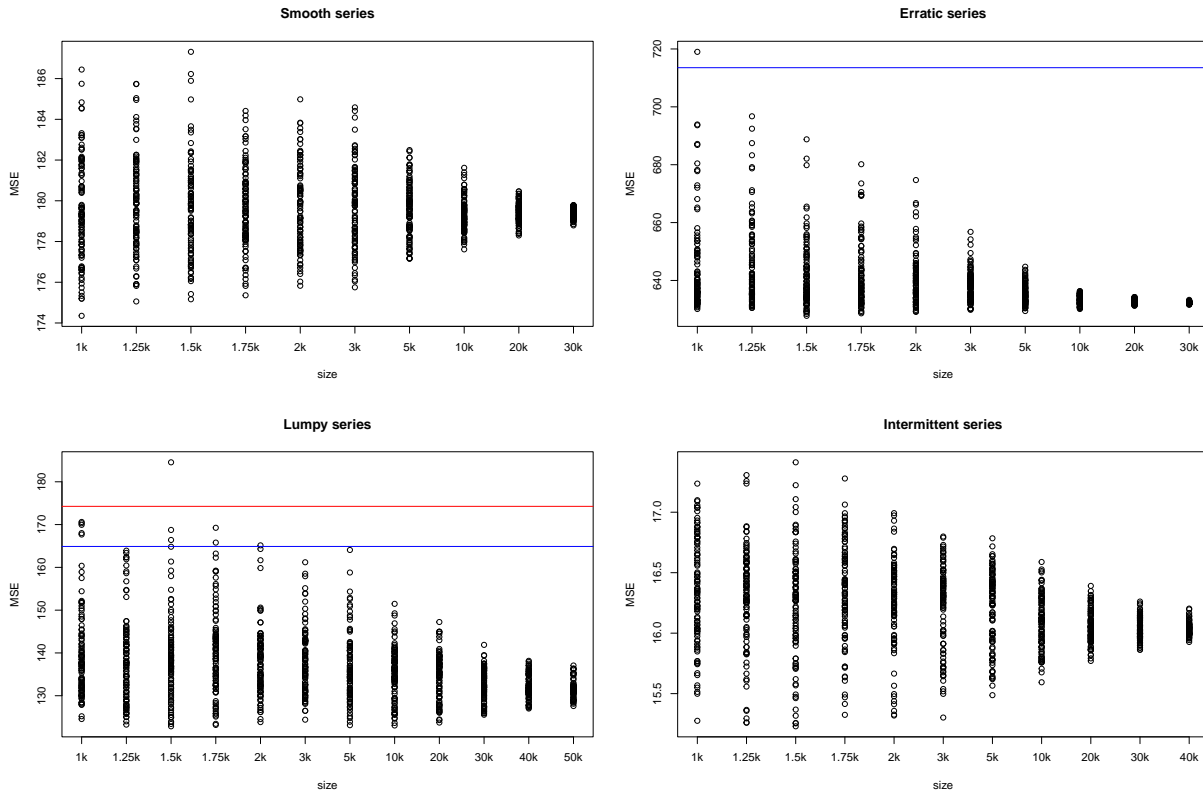 Smooth series
MSE
186
184
182
180
178
176
174
1k 1.25k 1.5k 1.75k 2k 3k 5k 10k 20k 30k
size
Erratic series
MSE
720
700
680
660
640
1k 1.25k 1.5k 1.75k 2k 3k 5k 10k 20k 30k
size
Lumpy series
MSE
180
170
160
150
140
130
1k 1.25k 1.5k 1.75k 2k 3k 5k 10k 20k 30k 40k 50k
size
Intermittent series
MSE
17.0
16.5
16.0
15.5
1k 1.25k 1.5k 1.75k 2k 3k 5k 10k 20k 30k 40k
size